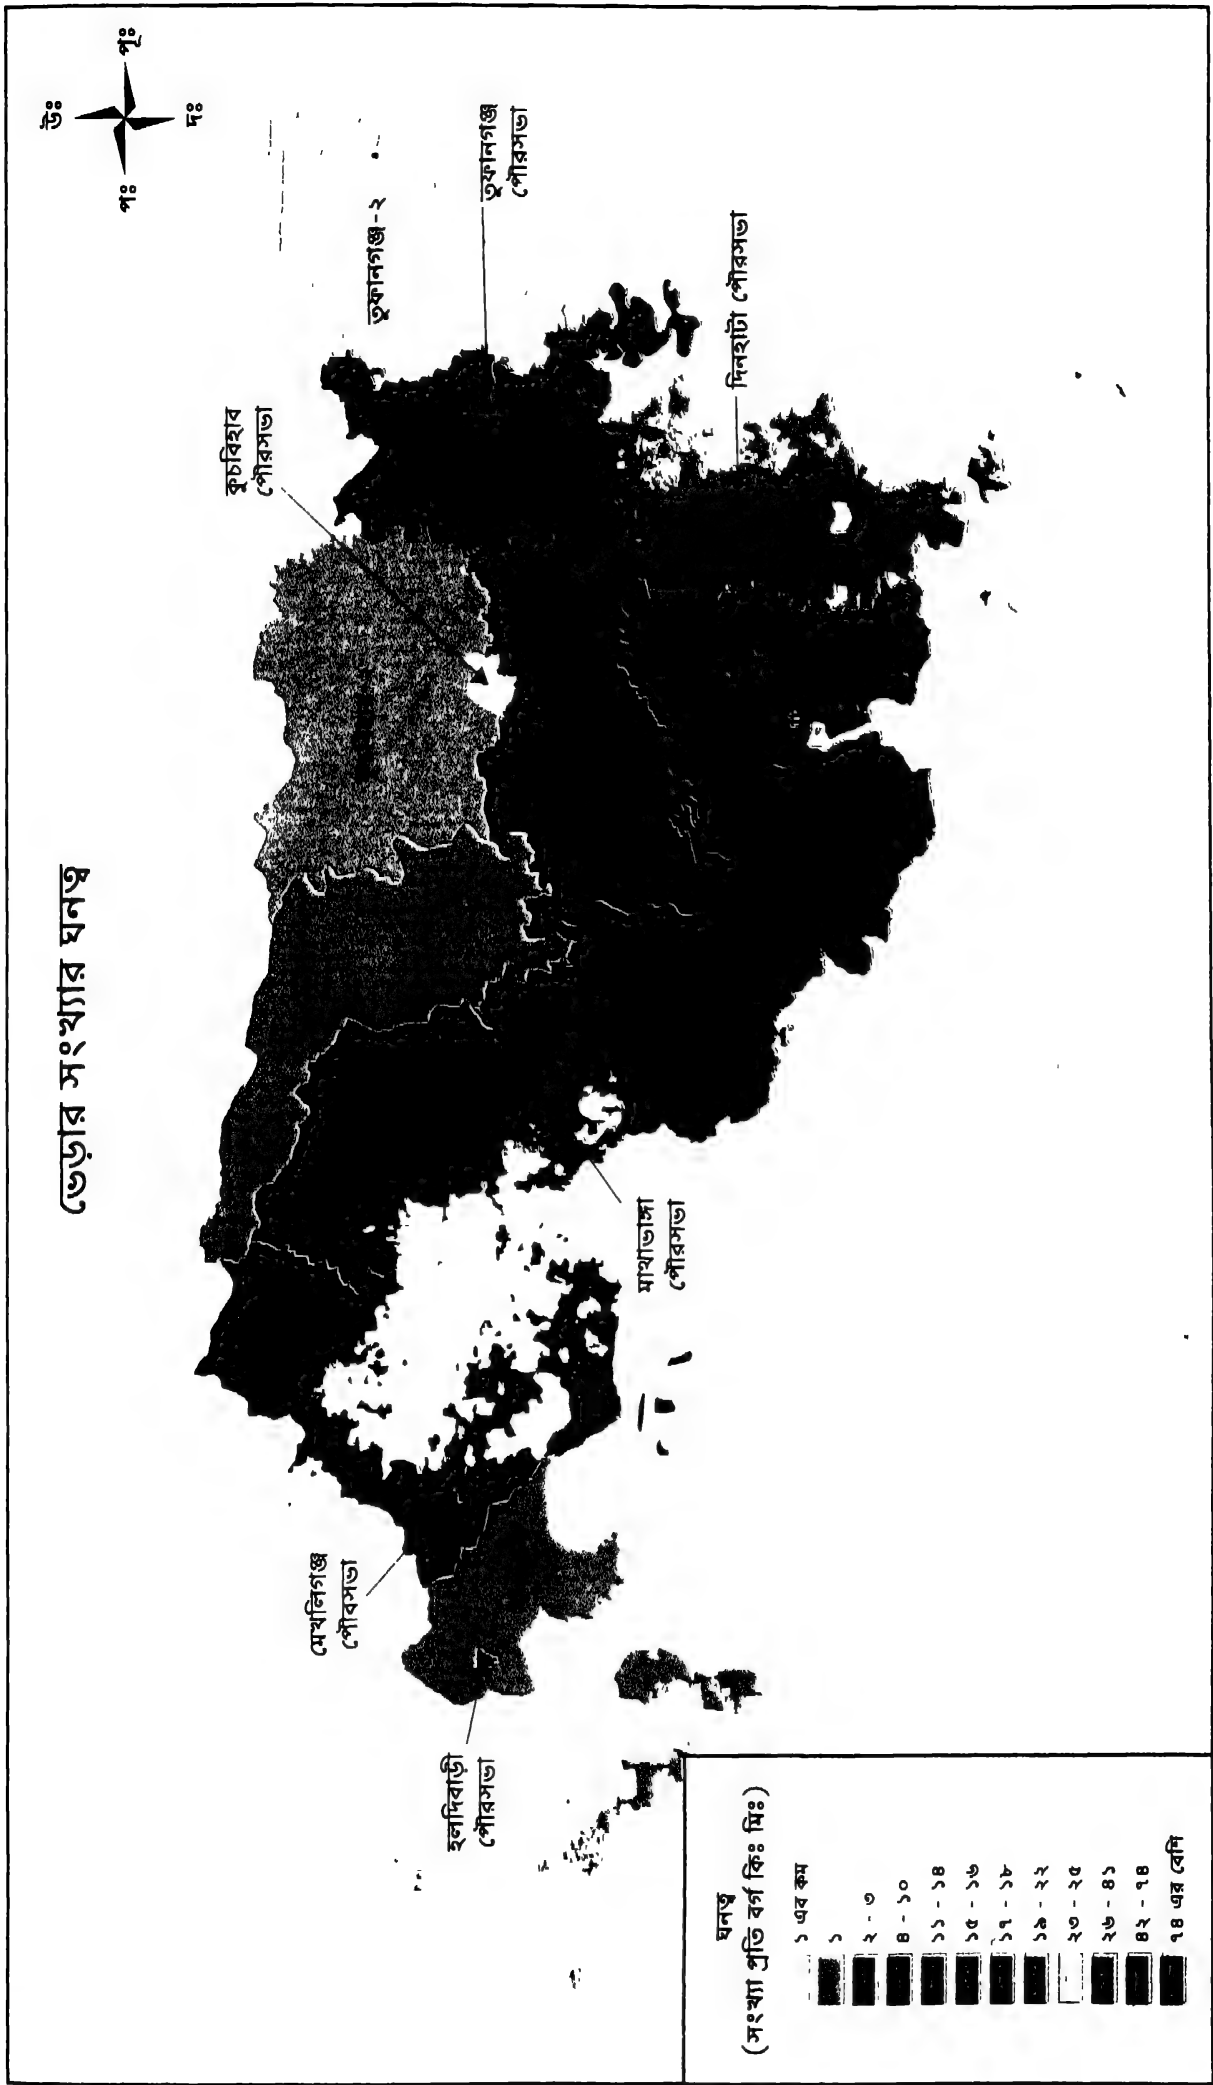 ভেড়ার সংখ্যার ঘনত্ব
উঃ
পঃ
পূঃ
দঃ
কুচবিহাব
পৌরসভা
তুফানগঞ্জ-২
তুফানগঞ্জ
পৌরসভা
দিনহাটা পৌরসভা
মাথাভাঙ্গা
পৌরসভা
মেখলিগঞ্জ
পৌবসভা
হলদিবাড়ী
পৌরসভা
ঘনত্ব
(সংখ্যা প্রতি বর্গ কিঃ মিঃ)
১ এব কম
১
২ - ৩
৪ - ১০
১১ - ১৪
১৫ - ১৬
১৭ - ১৮
১৯ - ২২
২৩ - ২৫
২৬ - ৪১
৪২ - ৭৪
৭৪ এর বেশি